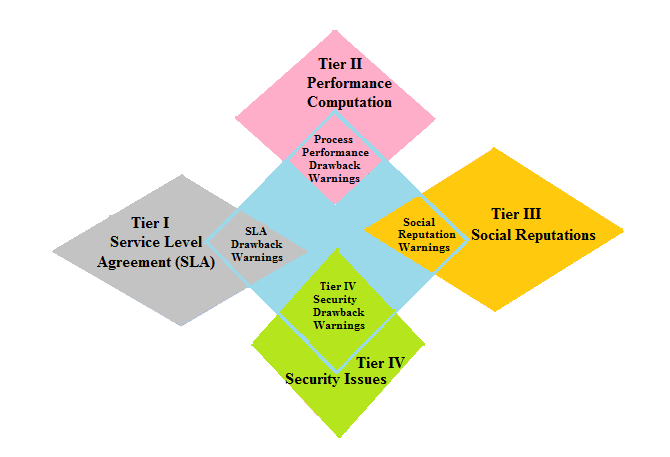 Tier II
Performance
Computation
Process
Performance
Drawback
Warnings
Tier I
Service Level
Agreement (SLA)
SLA
Drawback
Warnings
Social
Reputation
Warnings
Tier III
Social Reputations
Tier IV
Security
Drawback
Warnings
Tier IV
Security Issues